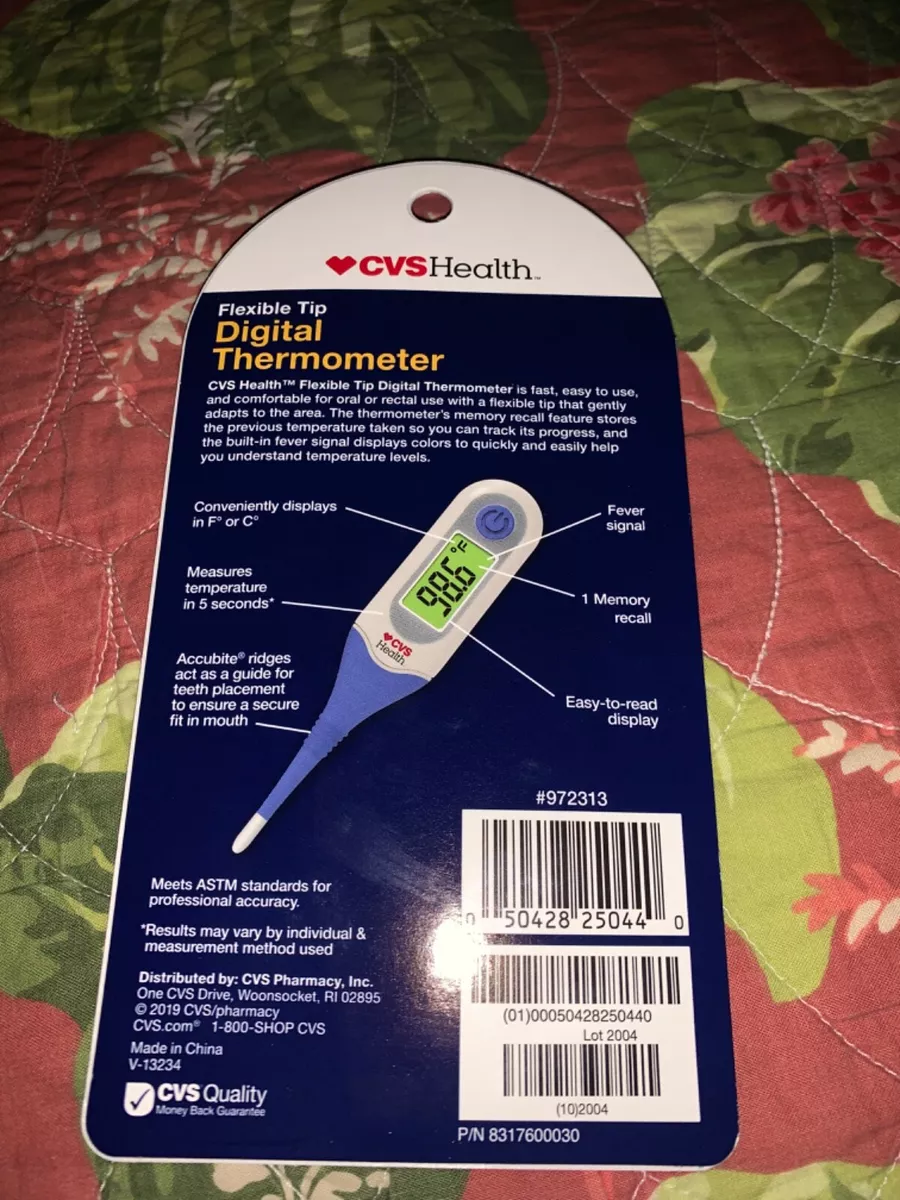 CVSHealth™
Flexible Tip
Digital
Thermometer
CVS Health™ Flexible Tip Digital Thermometer is fast, easy to use,
and comfortable for oral or rectal use with a flexible tip that gently
adapts to the area. The thermometer's memory recall feature stores
the previous temperature taken so you can track its progress, and
the built-in fever signal displays colors to quickly and easily help
you understand temperature levels.
Conveniently displays
in F° or C°
Fever
signal
Measures
temperature
in 5 seconds*
1 Memory
recall
°F
98.6
CVS
Health
Accubite® ridges
act as a guide for
teeth placement
to ensure a secure
fit in mouth
Easy-to-read
display
#972313
0 50428 25044 0
Meets ASTM standards for
professional accuracy.
*Results may vary by individual &
measurement method used
Distributed by: CVS Pharmacy, Inc.
One CVS Drive, Woonsocket, RI 02895
© 2019 CVS/pharmacy
CVS.com® 1-800-SHOP CVS
Made in China
V-13234
CVS Quality
Money Back Guarantee
(01)00050428250440
Lot 2004
(10)2004
P/N 8317600030